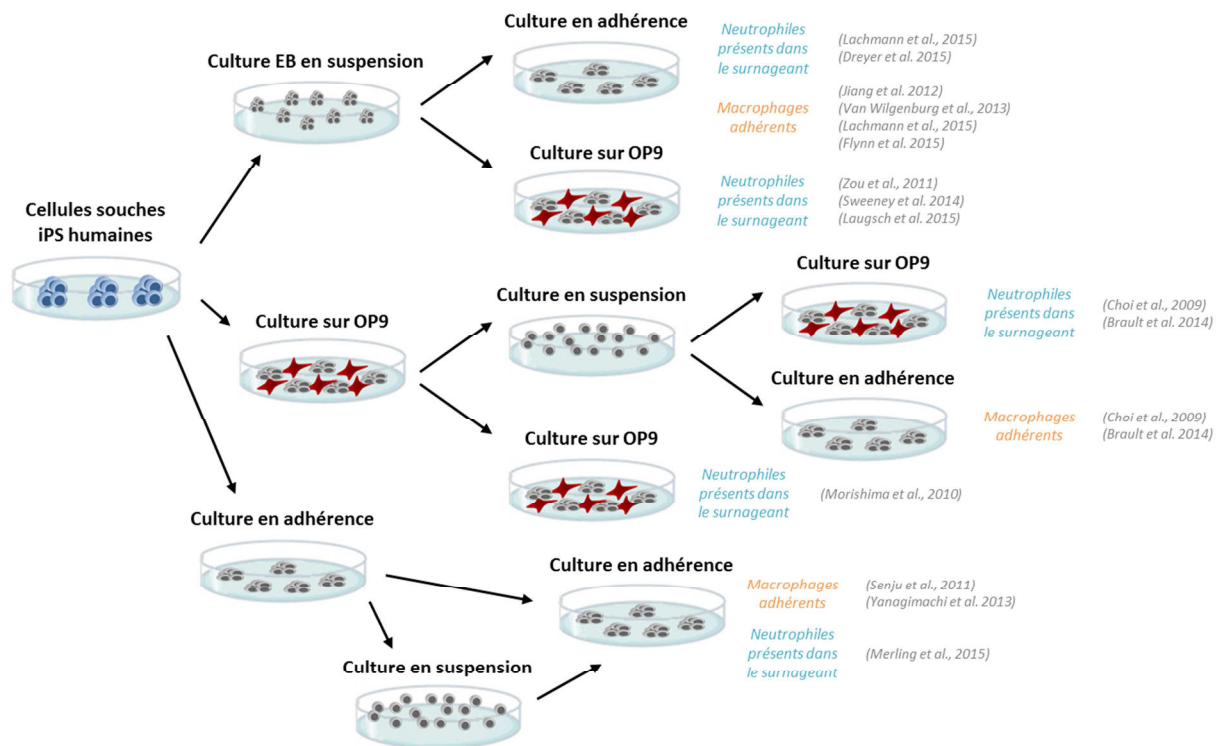 Culture en adhérence
Neutrophiles
présents dans
le surnageant
(Lachmann et al., 2015)
(Dreyer et al. 2015)
Culture EB en suspension
Macrophages
adhérents
(Jiang et al. 2012)
(Van Wilgenburg et al., 2013)
(Lachmann et al., 2015)
(Flynn et al. 2015)
Culture sur OP9
Neutrophiles
présents dans
le surnageant
(Zou et al., 2011)
(Sweeney et al. 2014)
(Laugsch et al. 2015)
Cellules souches
iPS humaines
Culture sur OP9
Culture en suspension
Culture sur OP9
Neutrophiles
présents dans
le surnageant
(Choi et al., 2009)
(Brault et al. 2014)
Culture en adhérence
Macrophages
adhérents
(Choi et al., 2009)
(Brault et al. 2014)
Culture sur OP9
Neutrophiles
présents dans
le surnageant
(Morishima et al., 2010)
Culture en adhérence
Culture en adhérence
Macrophages
adhérents
(Senju et al., 2011)
(Yanagimachi et al. 2013)
Neutrophiles
présents dans
le surnageant
(Merling et al., 2015)
Culture en suspension